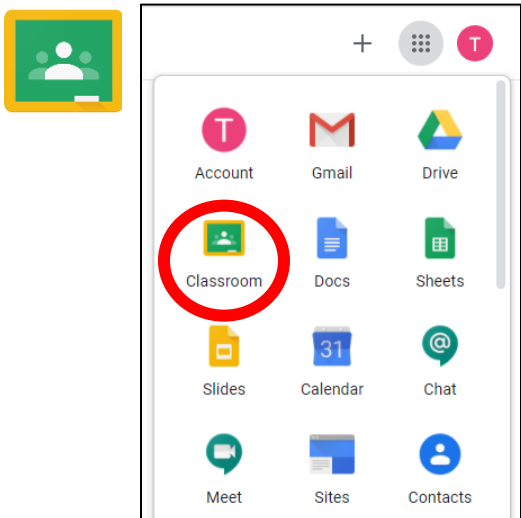 T
T
Account Gmail Drive
Classroom Docs Sheets
31
@
Slides Calendar Chat
Meet Sites Contacts